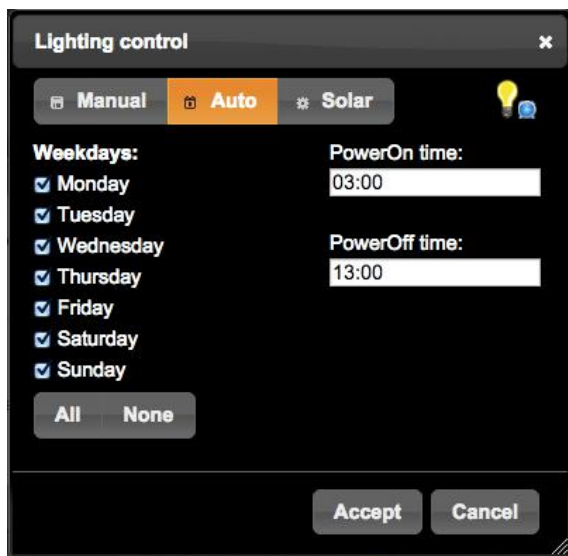 Lighting control
Manual Auto Solar
Weekdays:
Monday
Tuesday
Wednesday
Thursday
Friday
Saturday
Sunday
All None
PowerOn time:
03:00
PowerOff time:
13:00
Accept Cancel